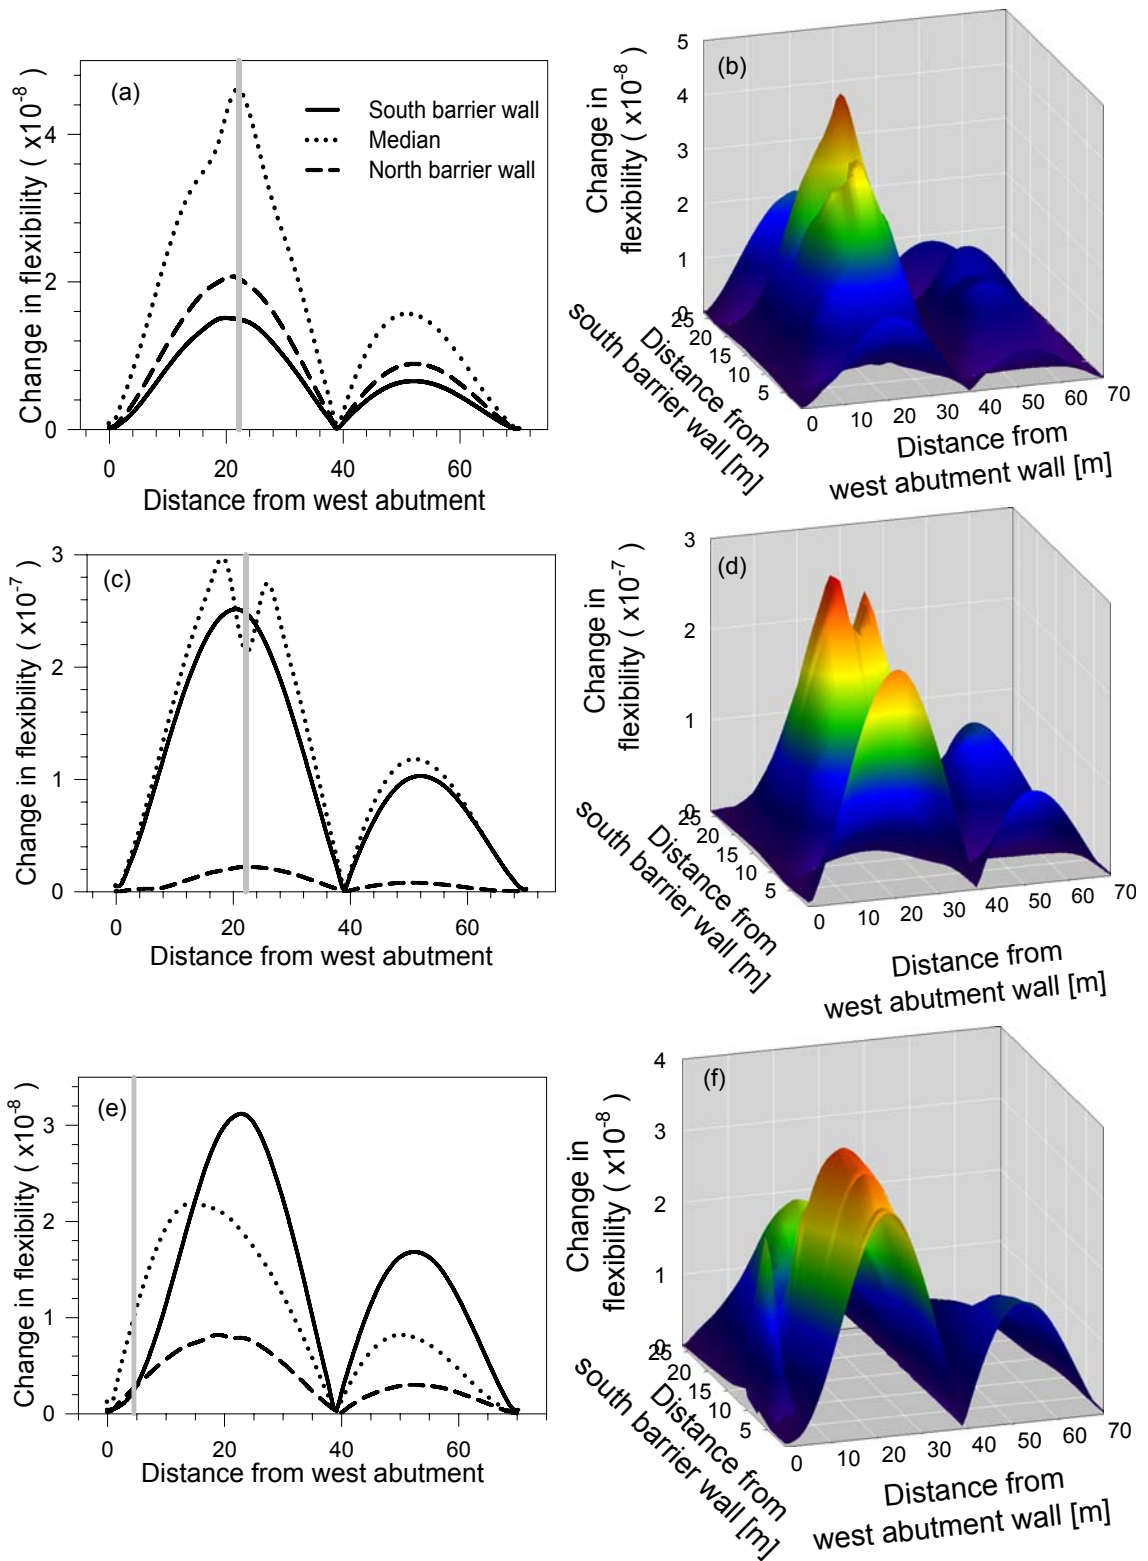 (a)
South barrier wall
Median
North barrier wall
Change in flexibility ( x10-8 )
4
2
0
0 20 40 60
Distance from west abutment
(b)
Change in
flexibility ( x10-8 )
5
4
3
2
1
0
25
20
15
10
5
Distance from
south barrier wall [m]
0 10 20 30 40 50 60 70
Distance from
west abutment wall [m]
(c)
Change in flexibility ( x10-7 )
3
2
1
0
0 20 40 60
Distance from west abutment
(d)
Change in
flexibility ( x10-7 )
3
2
1
0
25
20
15
10
5
Distance from
south barrier wall [m]
0 10 20 30 40 50 60 70
Distance from
west abutment wall [m]
(e)
Change in flexibility ( x10-8 )
3
2
1
0
0 20 40 60
Distance from west abutment
(f)
Change in
flexibility ( x10-8 )
4
3
2
1
0
25
20
15
10
5
Distance from
south barrier wall [m]
0 10 20 30 40 50 60 70
Distance from
west abutment wall [m]